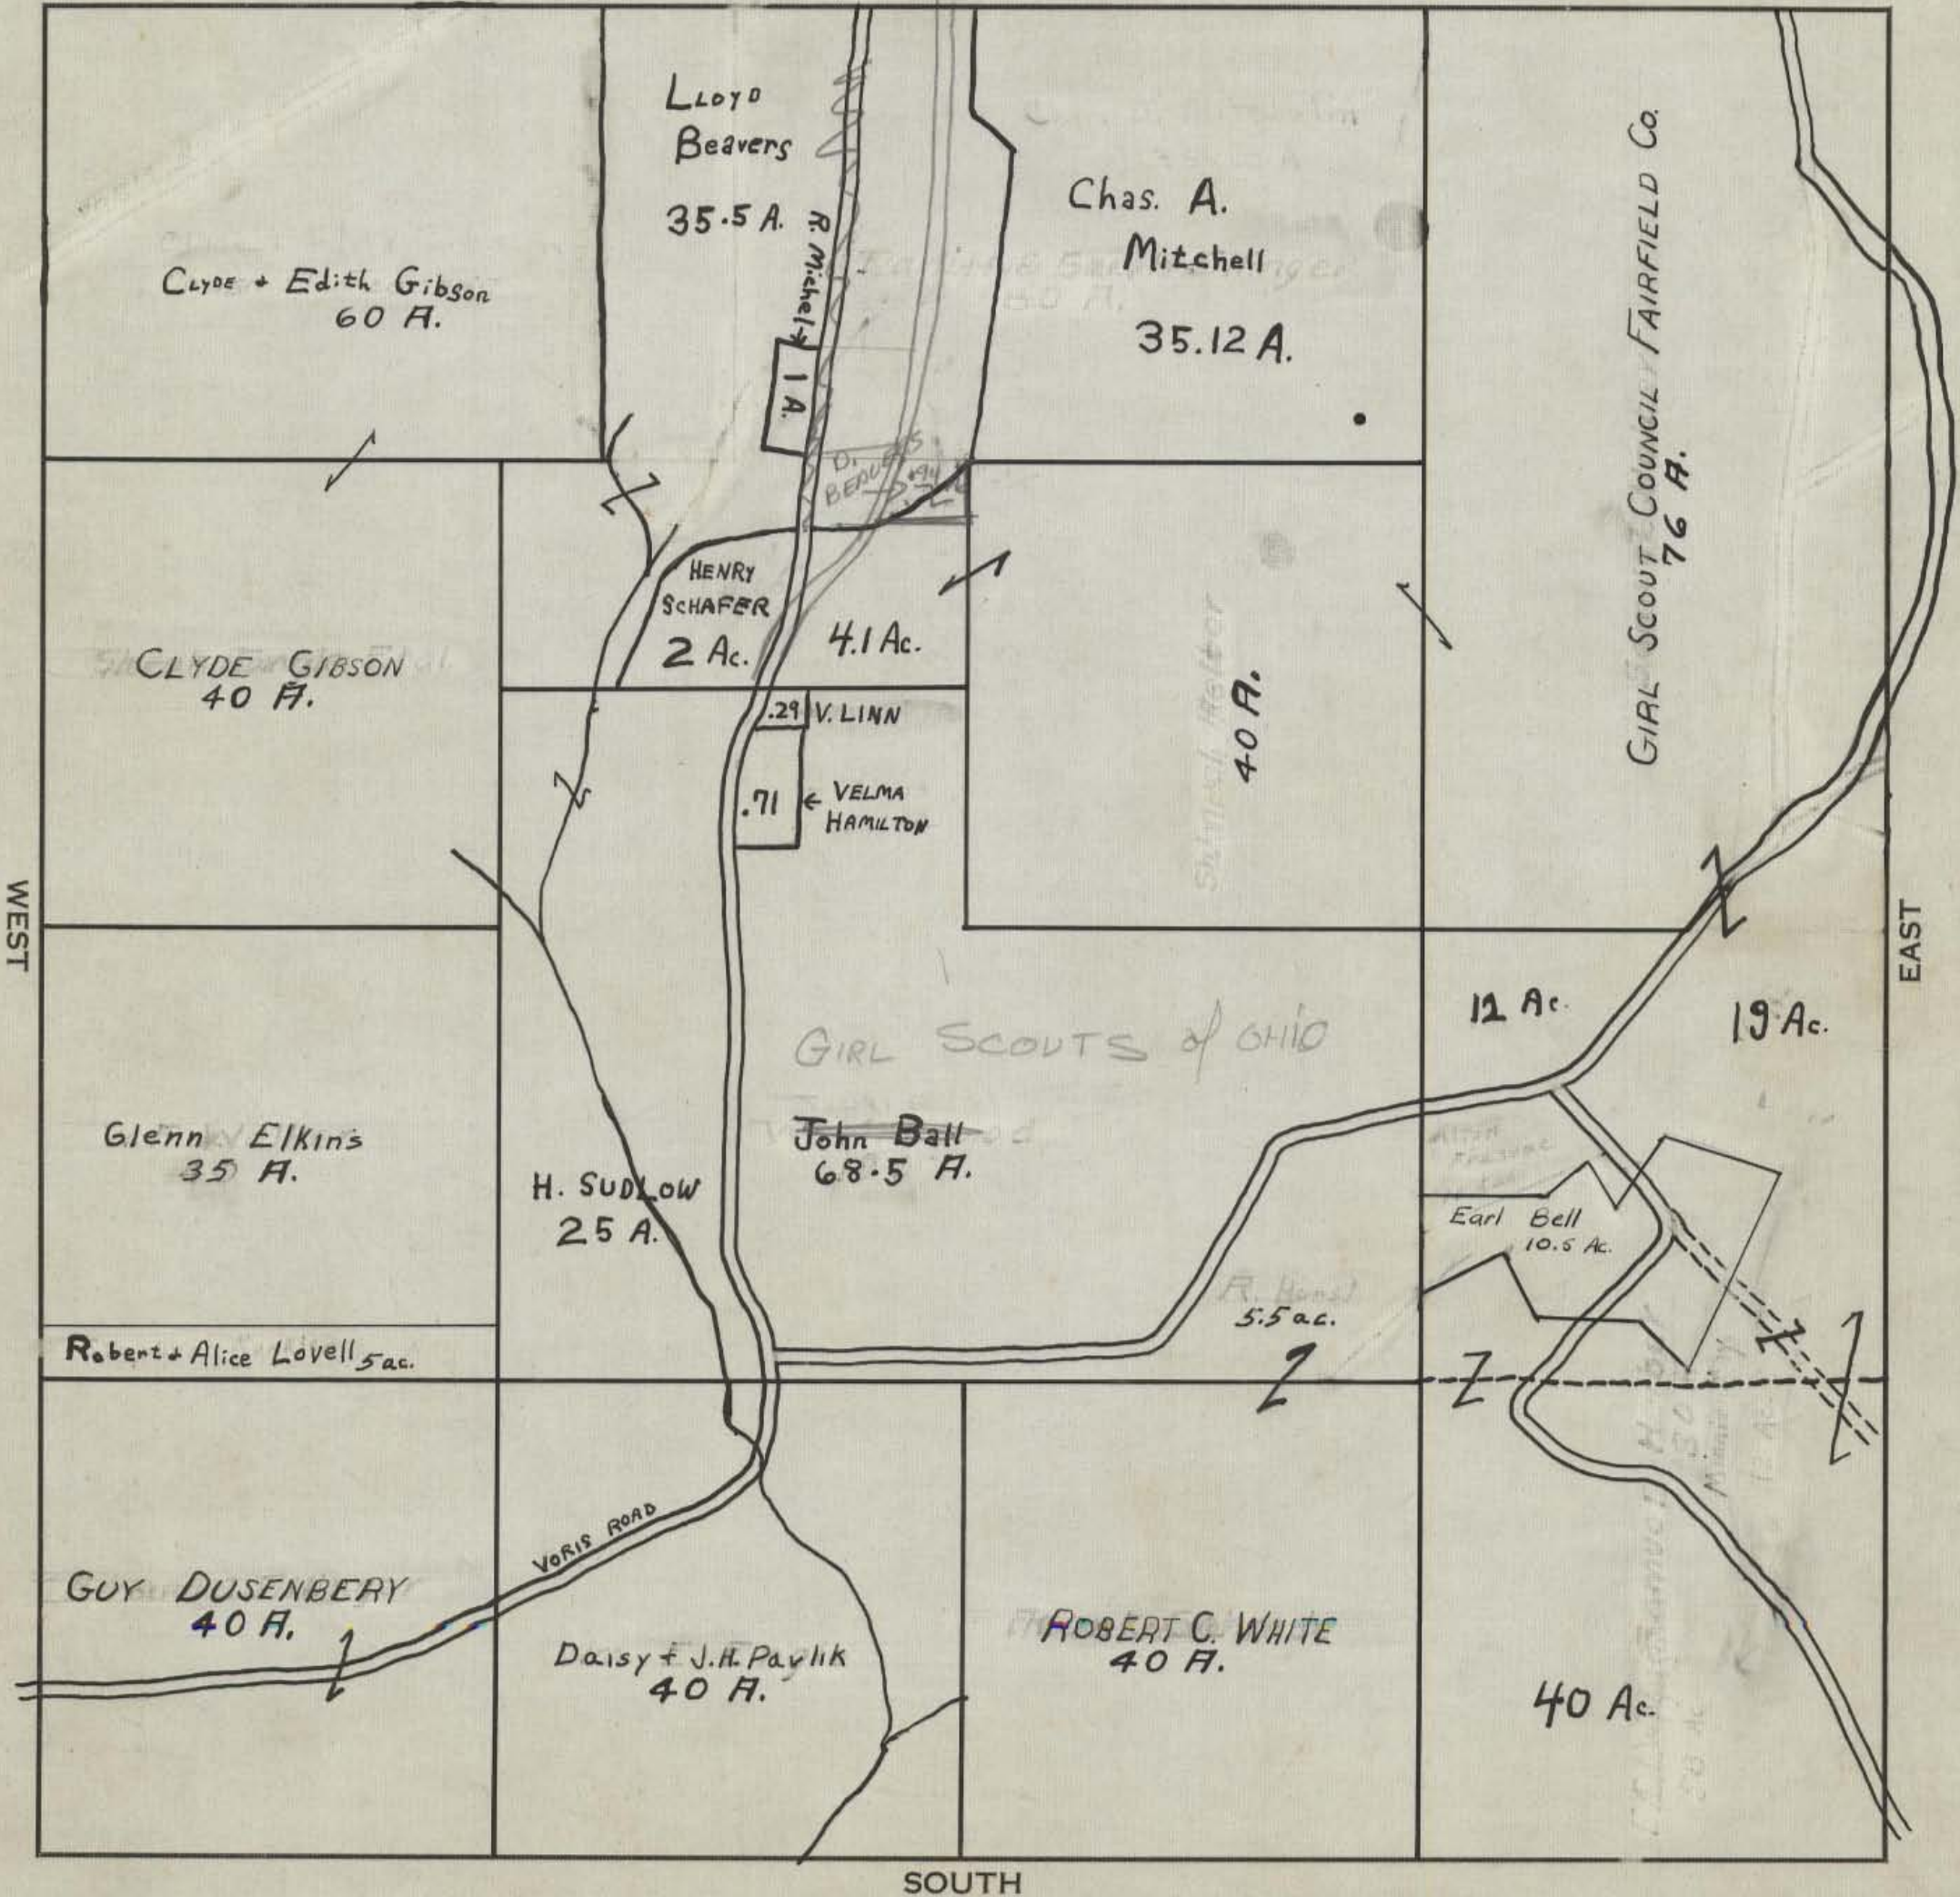 LLOYD
Beavers
35.5 A.
R. Michel
1 A.
Chas. A.
Mitchell
35.12 A.
GIRL SCOUT COUNCIL FAIRFIELD Co.
76 A.
CLYDE + Edith Gibson
60 A.
D.
BEAVERS
HENRY
SCHAFER
2 Ac.
4.1 Ac.
CLYDE GIBSON
40 A.
40 A.
.29 V. LINN
.71 ← VELMA
HAMILTON
WEST
EAST
12 Ac.
19 Ac.
GIRL SCOUTS of OHIO
John Ball
68.5 A.
Glenn Elkins
35 A.
H. SUDLOW
25 A.
Earl Bell
10.5 Ac.
5.5 ac.
Robert + Alice Lovell 5 ac.
VORIS ROAD
GUY DUSENBERY
40 A.
Daisy + J.H. Pavlik
40 A.
ROBERT C. WHITE
40 A.
40 Ac.
SOUTH